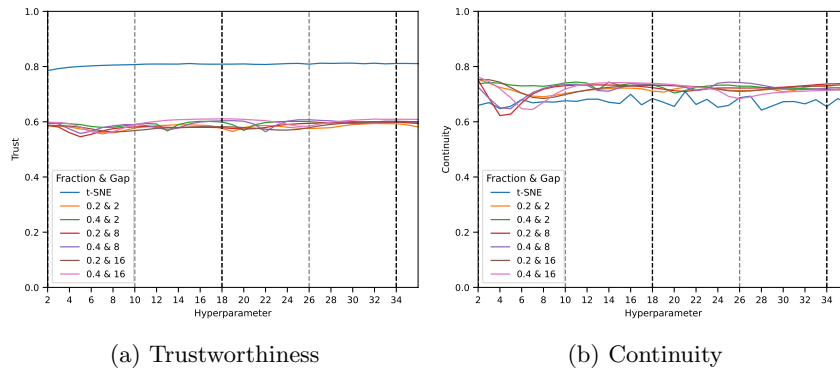 1.0
0.8
0.6
0.4
0.2
0.0
Trust
Fraction & Gap
t-SNE
0.2 & 2
0.4 & 2
0.2 & 8
0.4 & 8
0.2 & 16
0.4 & 16
2 4 6 8 10 12 14 16 18 20 22 24 26 28 30 32 34
Hyperparameter
(a) Trustworthiness
1.0
0.8
0.6
0.4
0.2
0.0
Continuity
Fraction & Gap
t-SNE
0.2 & 2
0.4 & 2
0.2 & 8
0.4 & 8
0.2 & 16
0.4 & 16
2 4 6 8 10 12 14 16 18 20 22 24 26 28 30 32 34
Hyperparameter
(b) Continuity